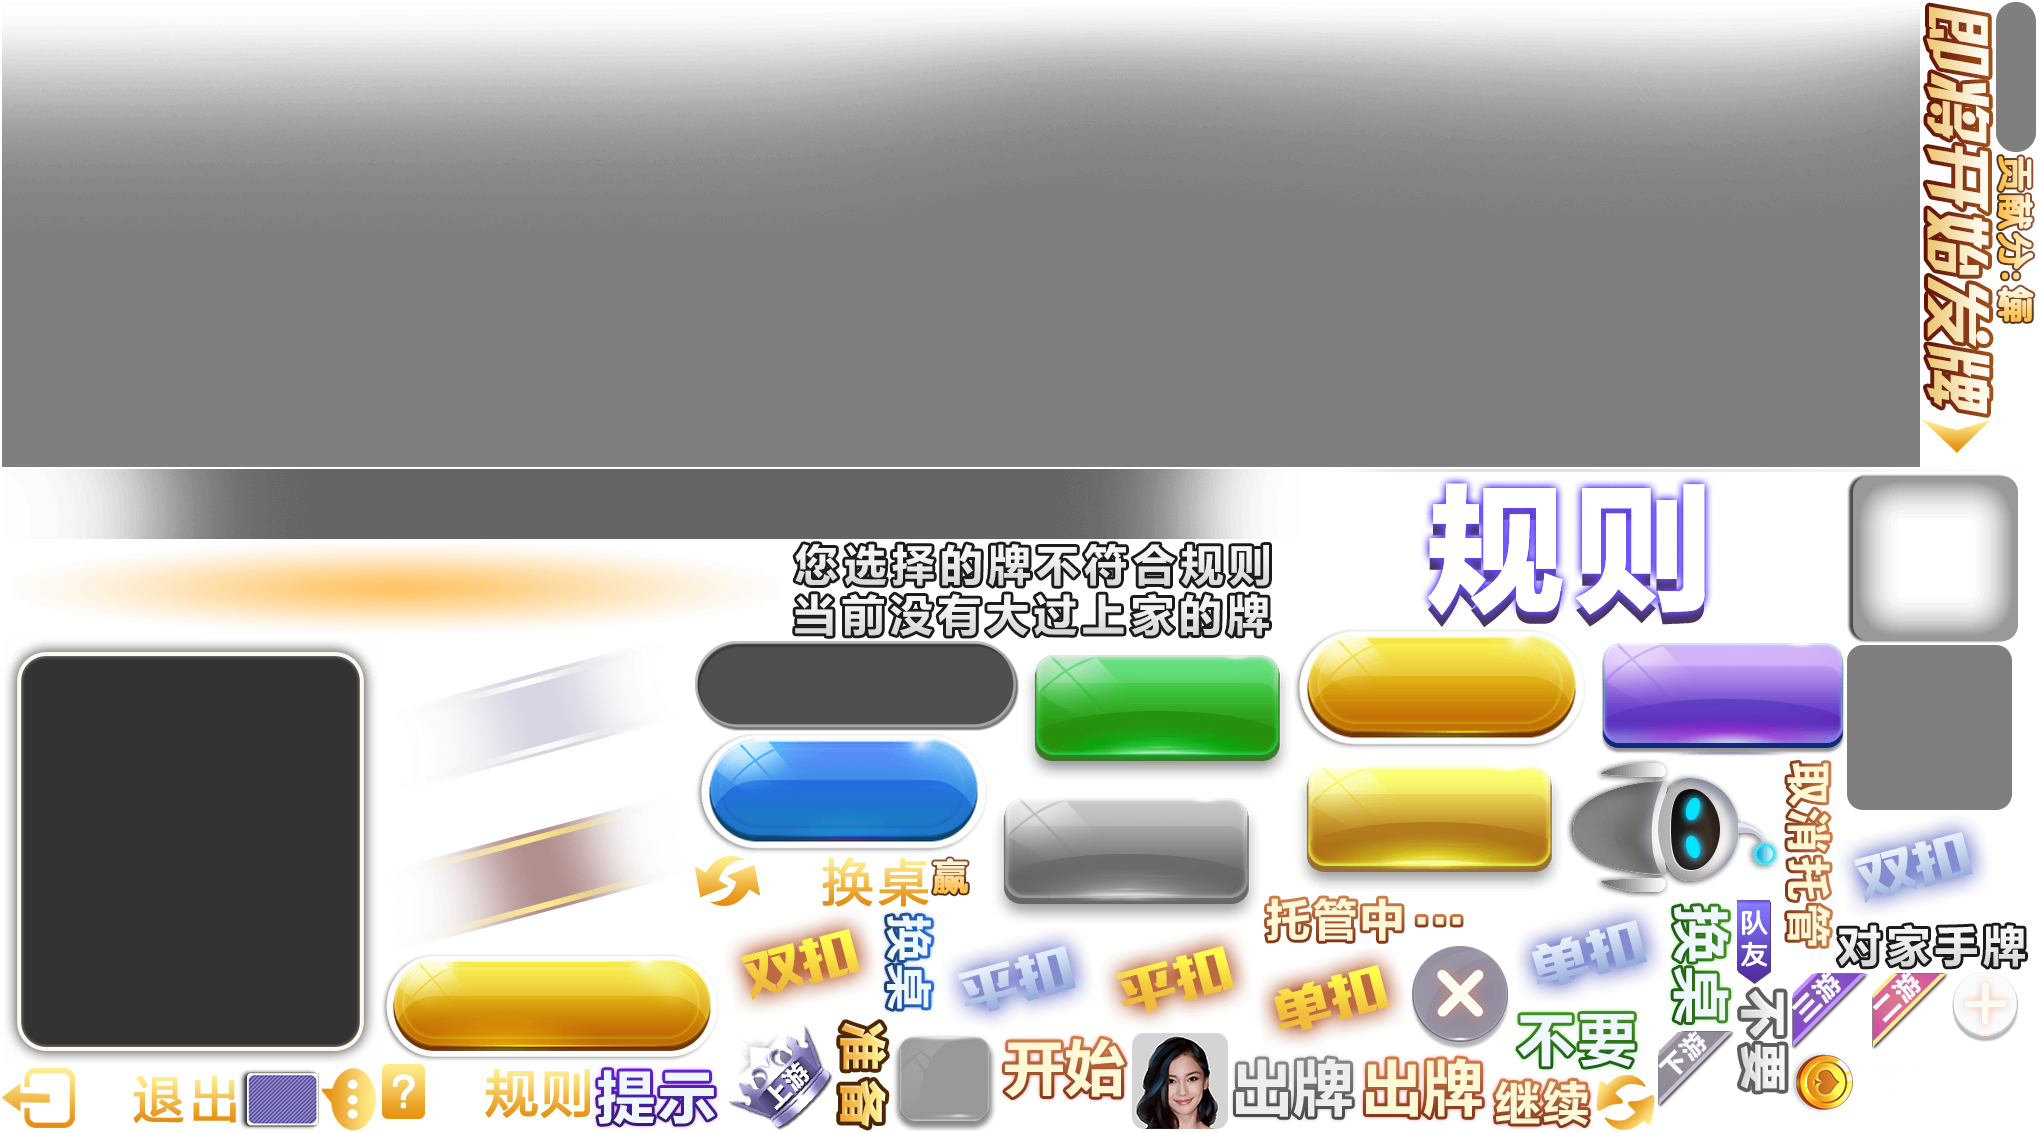 即将开始发牌
贡献分:
规则
您选择的牌不符合规则
当前没有大过上家的牌
取消托管
换桌
赢
双扣
托管中…
双扣
换桌
平扣
平扣
单扣
单扣
换桌
队友
对家手牌
三游
二游
不要
不要
下游
上游
准备
开始
出牌
出牌
继续
退出
?
规则
提示